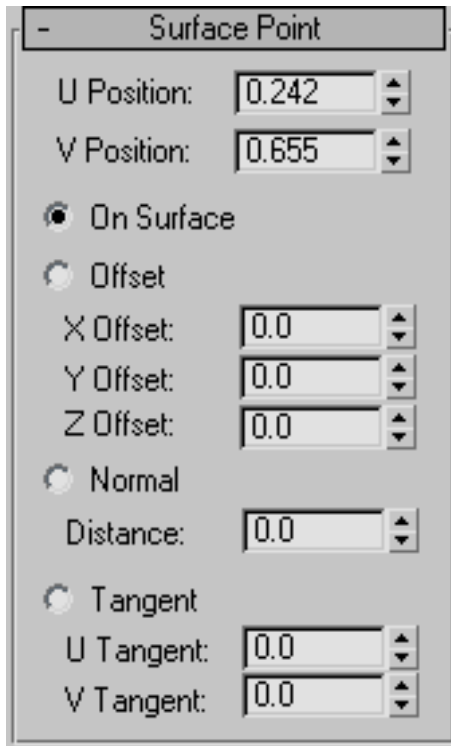 - Surface Point
U Position: 0.242
V Position: 0.655
On Surface
Offset
X Offset: 0.0
Y Offset: 0.0
Z Offset: 0.0
Normal
Distance: 0.0
Tangent
U Tangent: 0.0
V Tangent: 0.0